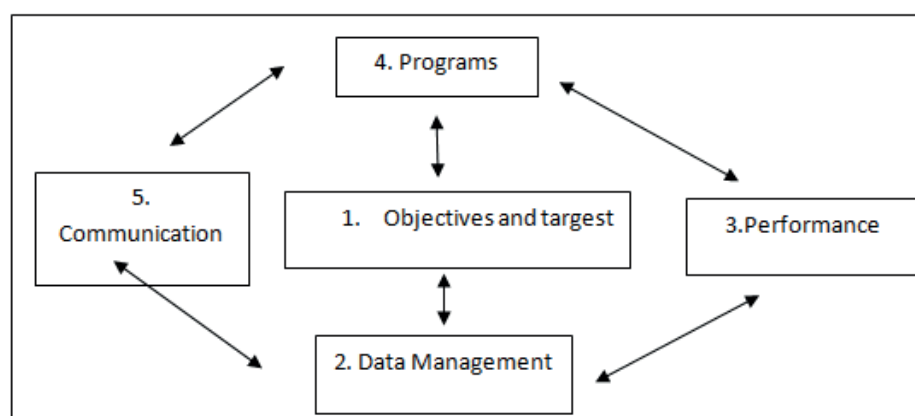 4. Programs
5.
Communication
1. Objectives and targest
3.Performance
2. Data Management